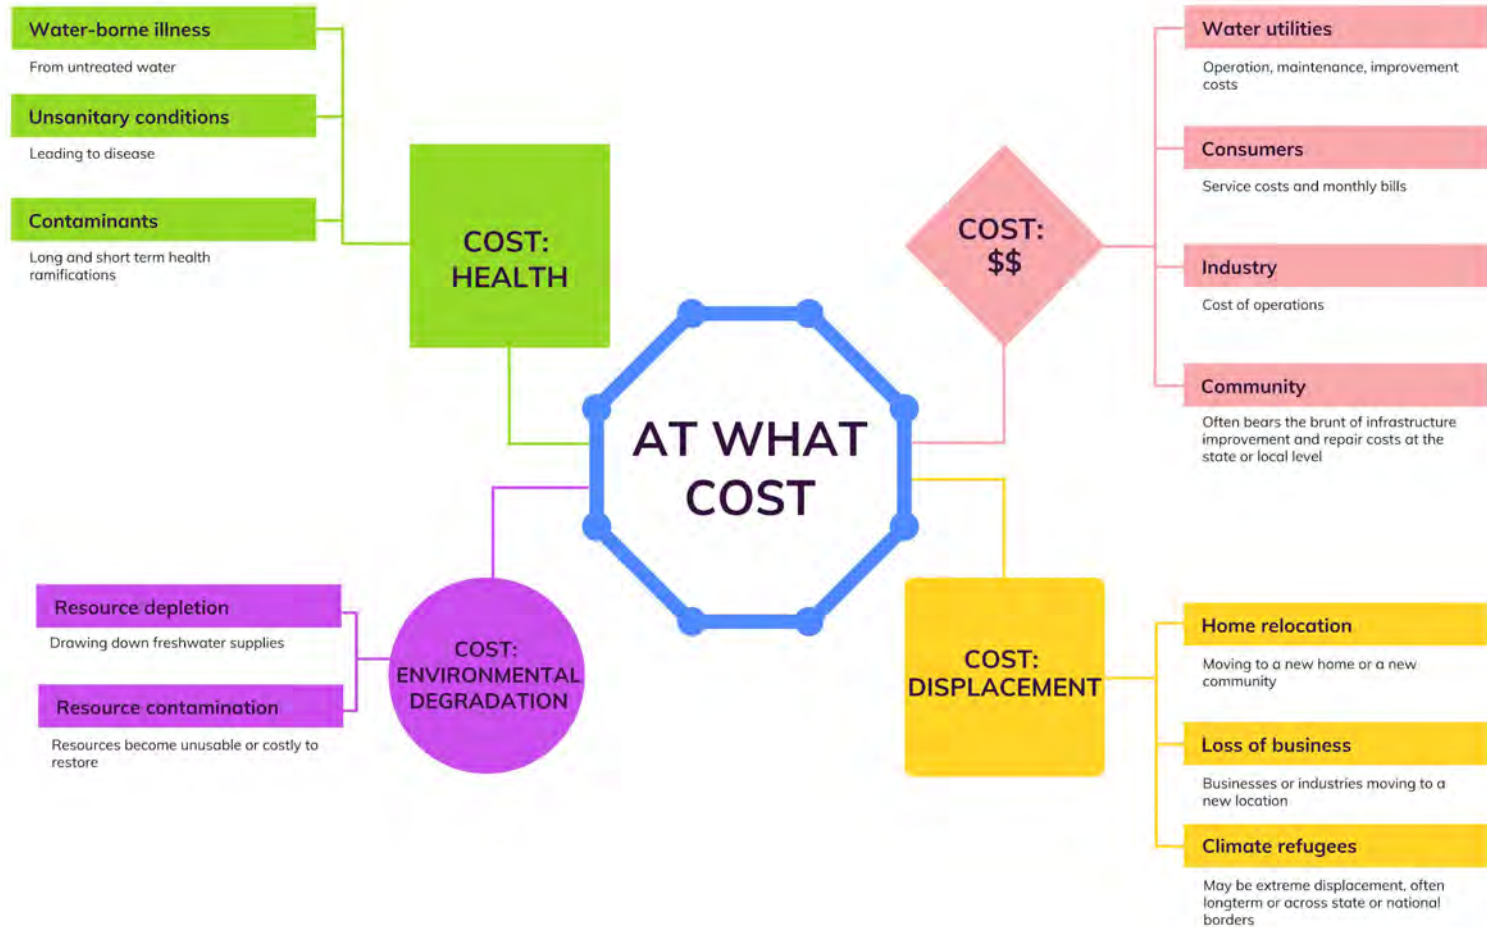 Water-borne illness
From untreated water
Unsanitary conditions
Leading to disease
Contaminants
Long and short term health
ramifications
COST:
HEALTH
COST:
$$
Water utilities
Operation, maintenance, improvement
costs
Consumers
Service costs and monthly bills
Industry
Cost of operations
Community
Often bears the brunt of infrastructure
improvement and repair costs at the
state or local level
AT WHAT
COST
Resource depletion
Drawing down freshwater supplies
Resource contamination
Resources become unusable or costly to
restore
COST:
ENVIRONMENTAL
DEGRADATION
COST:
DISPLACEMENT
Home relocation
Moving to a new home or a new
community
Loss of business
Businesses or industries moving to a
new location
Climate refugees
May be extreme displacement, often
longterm or across state or national
borders